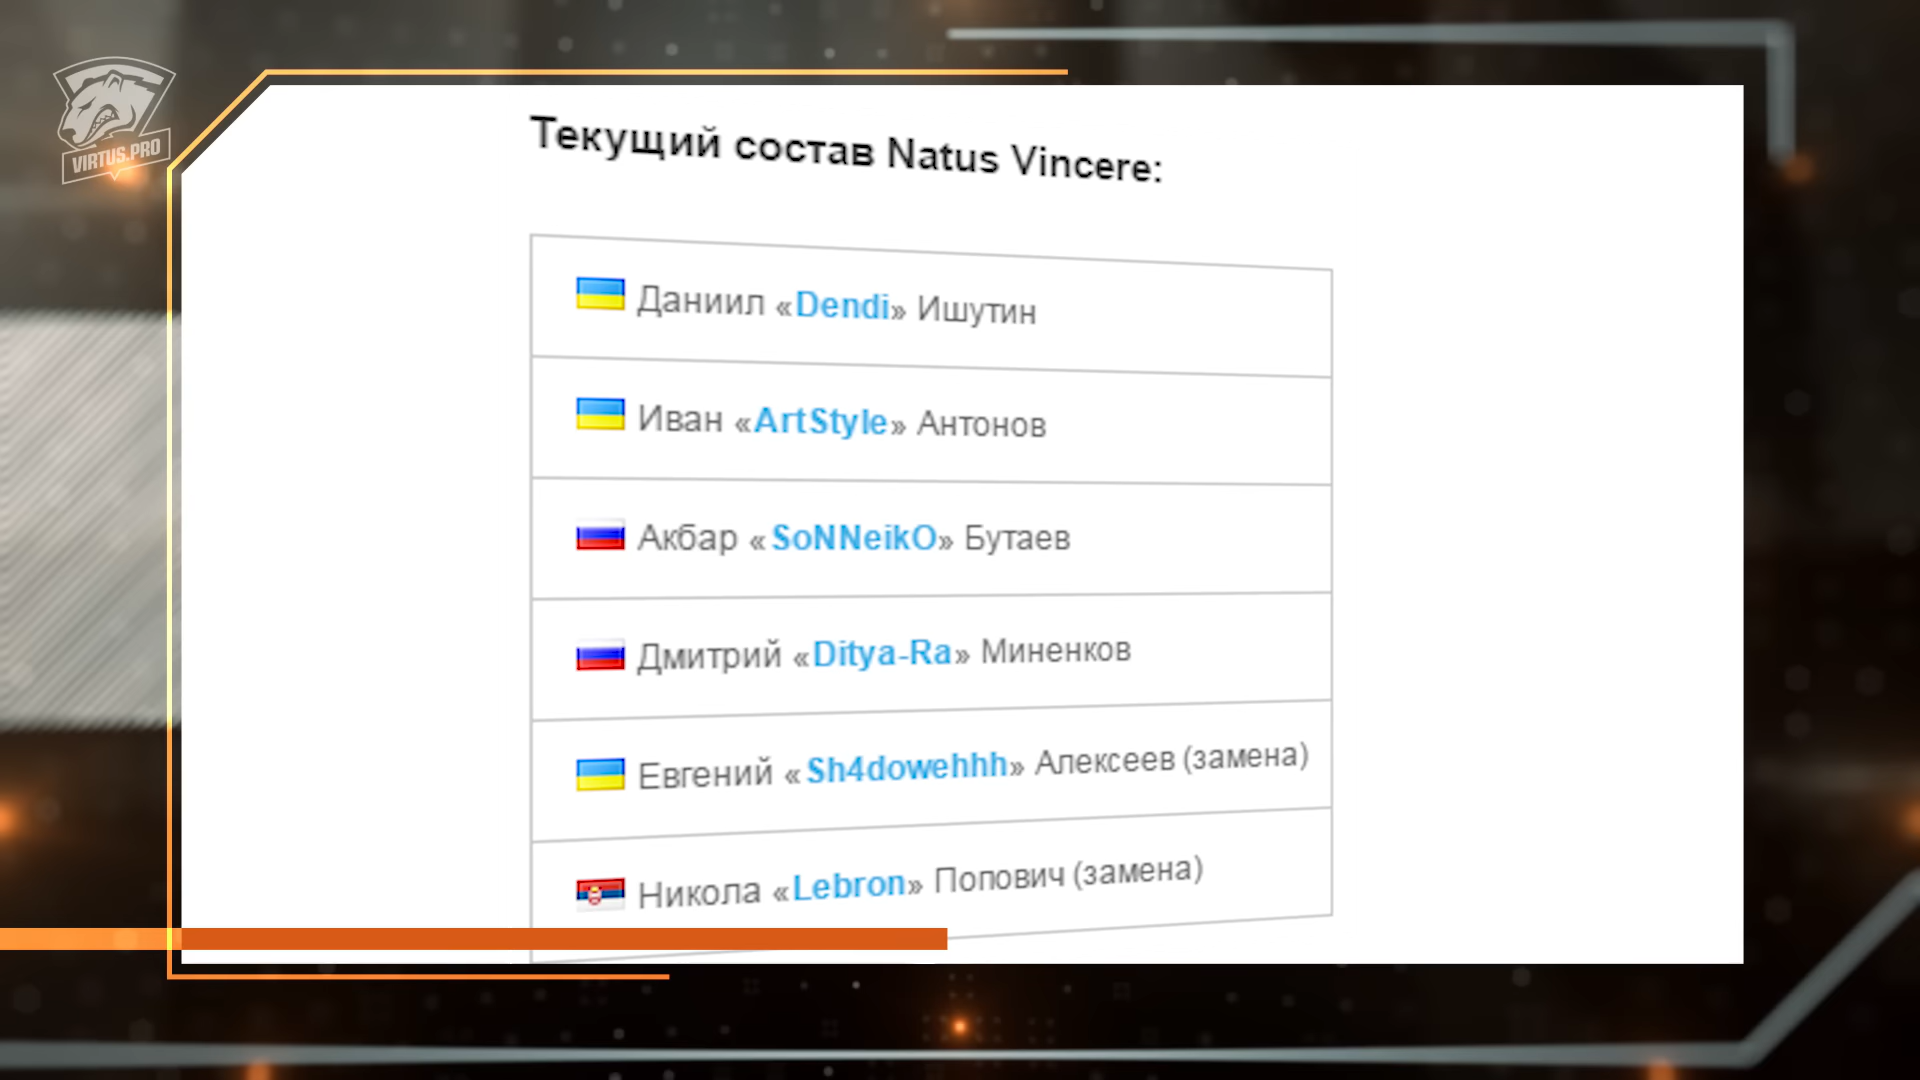 VIRTUS.PRO
Текущий состав Natus Vincere:
Даниил «Dendi» Ишутин
Иван «ArtStyle» Антонов
Акбар «SoNNeikO» Бутаев
Дмитрий «Ditya-Ra» Миненков
Евгений «Sh4dowehhh» Алексеев (замена)
Никола «Lebron» Попович (замена)